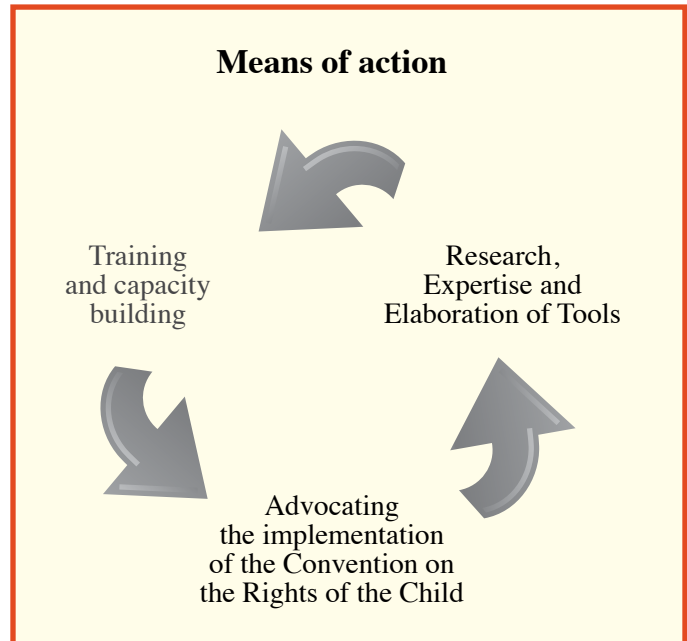 Means of action
Training
and capacity
building
Research,
Expertise and
Elaboration of Tools
Advocating
the implementation
of the Convention on
the Rights of the Child